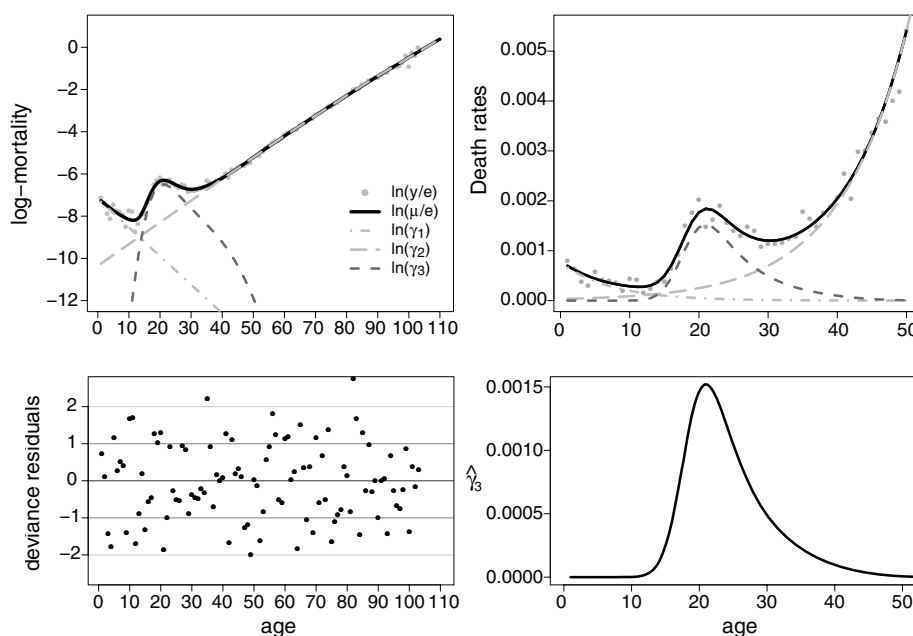 log−mortality
0
−2
−4
−6
−8
−10
−12
ln(y/e)
ln(μ/e)
ln(γ1)
ln(γ2)
ln(γ3)
0 10 20 30 40 50 60 70 80 90 100 110
Death rates
0.005
0.004
0.003
0.002
0.001
0.000
0 10 20 30 40 50
deviance residuals
2
1
0
−1
−2
0 10 20 30 40 50 60 70 80 90 100 110
age
γ̂3
0.0015
0.0010
0.0005
0.0000
0 10 20 30 40 50
age